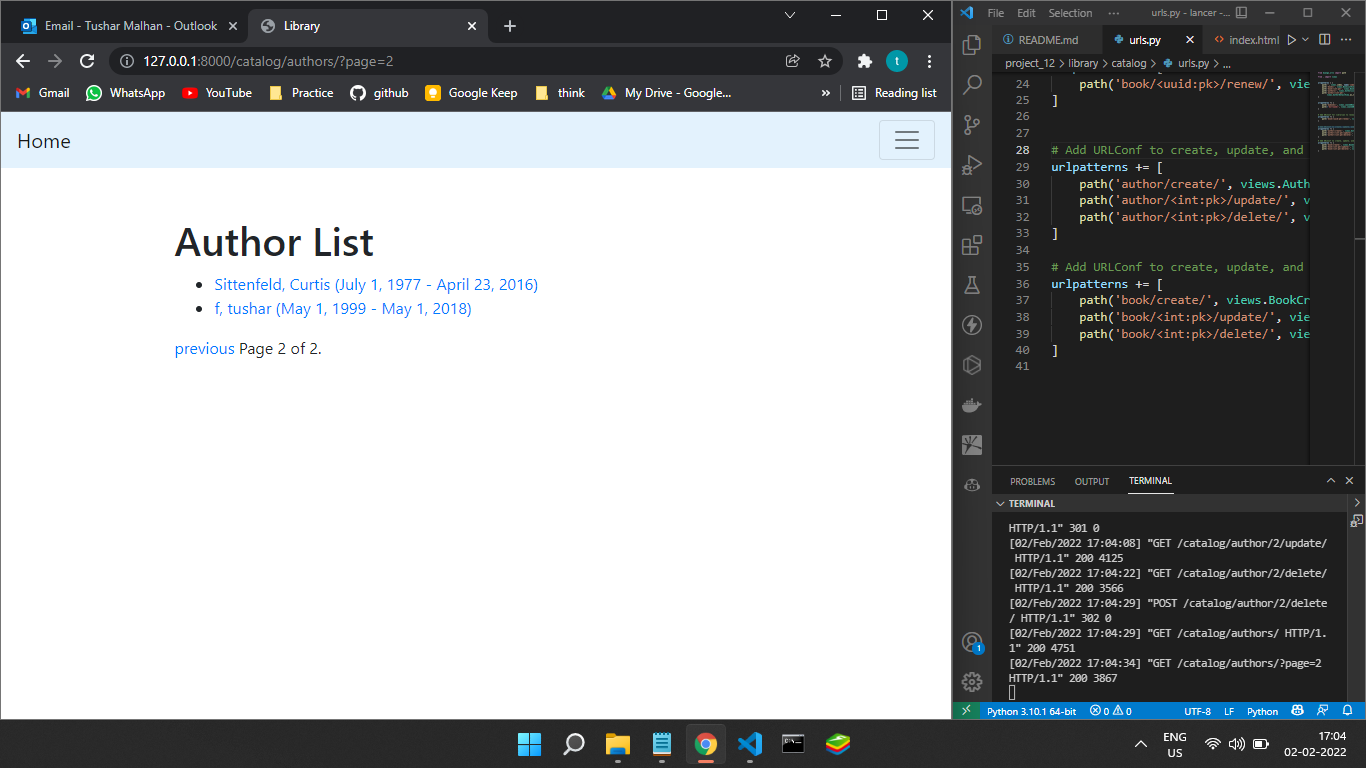 Email - Tushar Malhan - Outlook
Library
127.0.0.1:8000/catalog/authors/?page=2
t
Gmail
WhatsApp
YouTube
Practice
github
Google Keep
think
My Drive - Google...
»
Reading list
Home
Author List
Sittenfeld, Curtis (July 1, 1977 - April 23, 2016)
f, tushar (May 1, 1999 - May 1, 2018)
previous Page 2 of 2.
File Edit Selection ··· urls.py - lancer -...
README.md
urls.py
index.html
project_12 > library > catalog > urls.py > ...
24 path('book/<uuid:pk>/renew/', vie
25 ]
26
27
28 # Add URLConf to create, update, and
29 urlpatterns += [
30 path('author/create/', views.Auth
31 path('author/<int:pk>/update/', v
32 path('author/<int:pk>/delete/', v
33 ]
34
35 # Add URLConf to create, update, and
36 urlpatterns += [
37 path('book/create/', views.BookCr
38 path('book/<int:pk>/update/', vie
39 path('book/<int:pk>/delete/', vie
40 ]
41
PROBLEMS OUTPUT TERMINAL
TERMINAL
HTTP/1.1" 301 0
[02/Feb/2022 17:04:08] "GET /catalog/author/2/update/
HTTP/1.1" 200 4125
[02/Feb/2022 17:04:22] "GET /catalog/author/2/delete/
HTTP/1.1" 200 3566
[02/Feb/2022 17:04:29] "POST /catalog/author/2/delete
/ HTTP/1.1" 302 0
[02/Feb/2022 17:04:29] "GET /catalog/authors/ HTTP/1.
1" 200 4751
[02/Feb/2022 17:04:34] "GET /catalog/authors/?page=2
HTTP/1.1" 200 3867
1
Python 3.10.1 64-bit 0 0 UTF-8 LF Python
ENG
US
17:04
02-02-2022